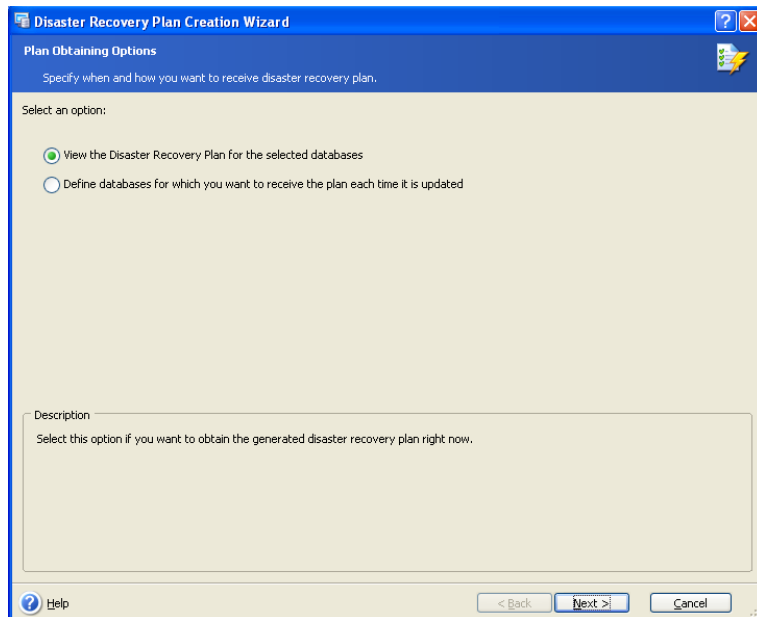 Disaster Recovery Plan Creation Wizard
Plan Obtaining Options
Specify when and how you want to receive disaster recovery plan.
Select an option:
View the Disaster Recovery Plan for the selected databases
Define databases for which you want to receive the plan each time it is updated
Description
Select this option if you want to obtain the generated disaster recovery plan right now.
? Help
< Back
Next >
Cancel